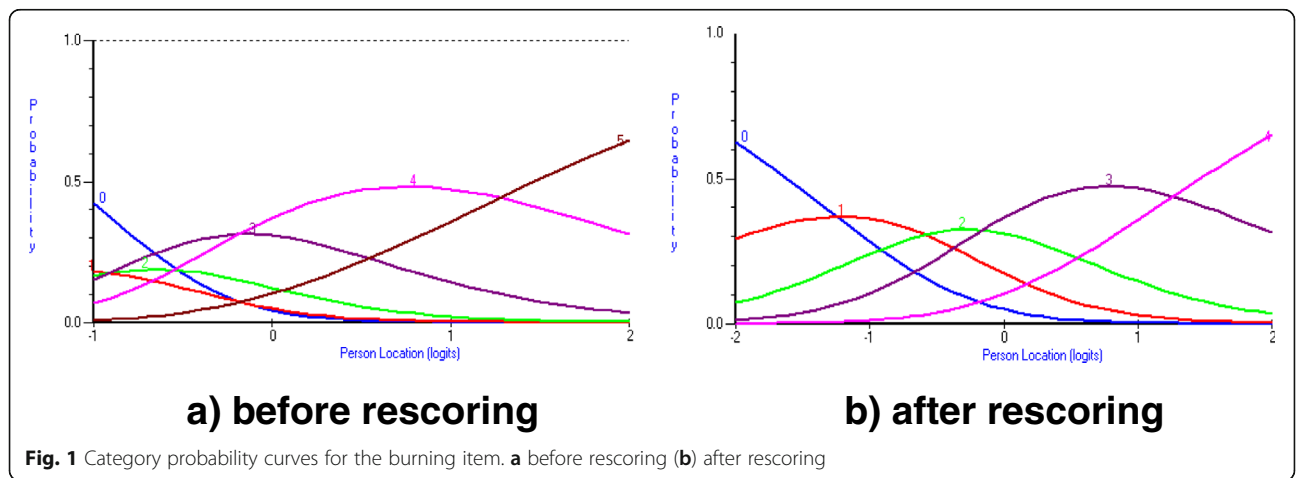 1.0
Probability
0.5
0.0
0
1
2
3
4
5
-1 0 1 2
Person Location (logits)
a) before rescoring
1.0
Probability
0.5
0.0
0
1
2
3
4
-2 -1 0 1 2
Person Location (logits)
b) after rescoring
Fig. 1 Category probability curves for the burning item. a before rescoring (b) after rescoring